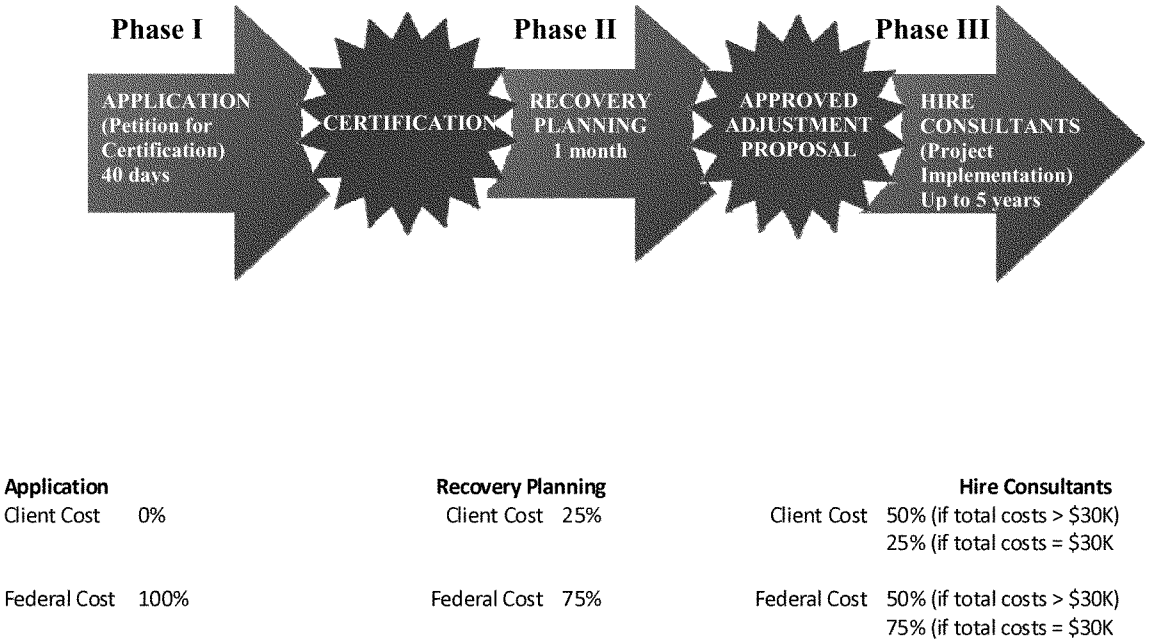 Phase I
Phase II
Phase III
APPLICATION
(Petition for
Certification)
40 days
CERTIFICATION
RECOVERY
PLANNING
1 month
APPROVED
ADJUSTMENT
PROPOSAL
HIRE
CONSULTANTS
(Project
Implementation)
Up to 5 years
Application
Client Cost 0%
Federal Cost 100%
Recovery Planning
Client Cost 25%
Federal Cost 75%
Hire Consultants
Client Cost 50% (if total costs > $30K)
25% (if total costs = $30K
Federal Cost 50% (if total costs > $30K)
75% (if total costs = $30K